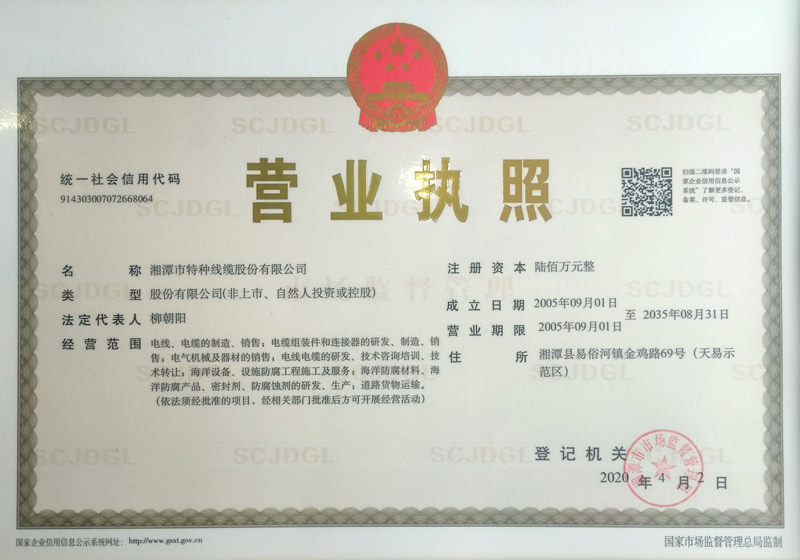 营业执照
统一社会信用代码
914303007072668064
扫描二维码登录“国
家企业信用信息公示
系统”了解更多登记、
备案、许可、监管信息。
名 称 湘潭市特种线缆股份有限公司
类 型 股份有限公司(非上市、自然人投资或控股)
法定代表人 柳朝阳
经营范围 电线、电缆的制造、销售；电缆组装件和连接器的研发、制造、销
售；电气机械及器材的销售；电线电缆的研发、技术咨询培训、技
术转让；海洋设备、设施防腐工程施工及服务；海洋防腐材料、海
洋防腐产品、密封剂、防腐蚀剂的研发、生产；道路货物运输。
（依法须经批准的项目，经相关部门批准后方可开展经营活动）
注册资本 陆佰万元整
成立日期 2005年09月01日
营业期限 2005年09月01日 至 2035年08月31日
住 所 湘潭县易俗河镇金鸡路69号（天易示
范区）
登记机关
2020 年 4 月 2 日
湘潭市市场监督管理局
SCJDGL
国家企业信用信息公示系统网址: http://www.gsxt.gov.cn
国家市场监督管理总局监制